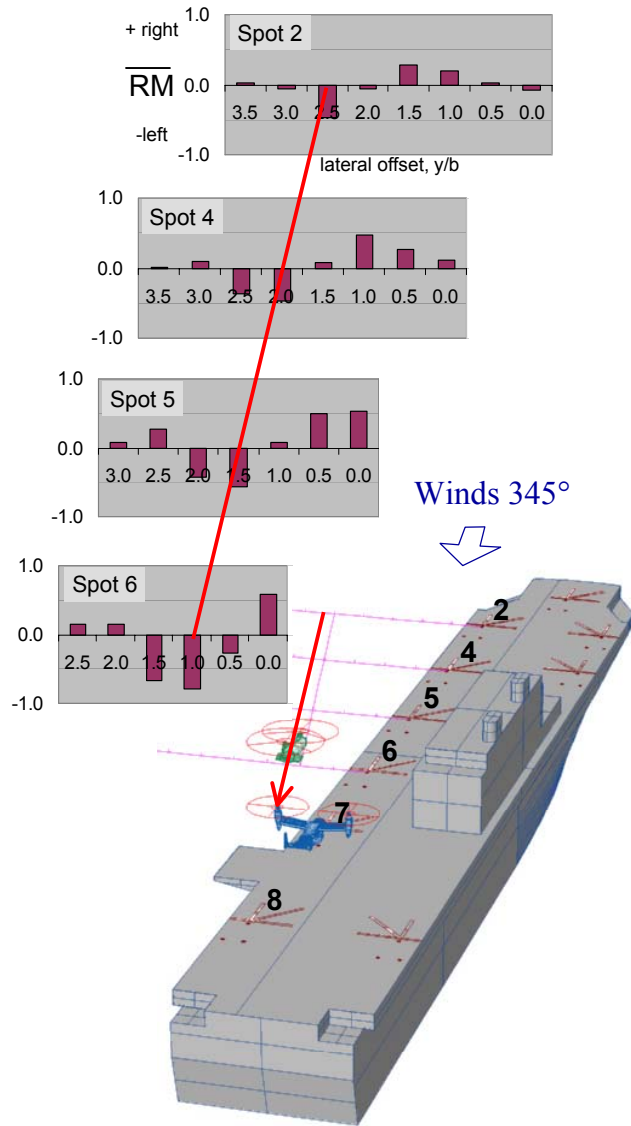 + right
1.0
Spot 2
RM
0.0
3.5 3.0 2.5 2.0 1.5 1.0 0.5 0.0
-left
-1.0
lateral offset, y/b
1.0
Spot 4
0.0
3.5 3.0 2.5 2.0 1.5 1.0 0.5 0.0
-1.0
1.0
Spot 5
0.0
3.0 2.5 2.0 1.5 1.0 0.5 0.0
-1.0
Winds 345°
1.0
Spot 6
0.0
2.5 2.0 1.5 1.0 0.5 0.0
-1.0
2
4
5
6
7
8